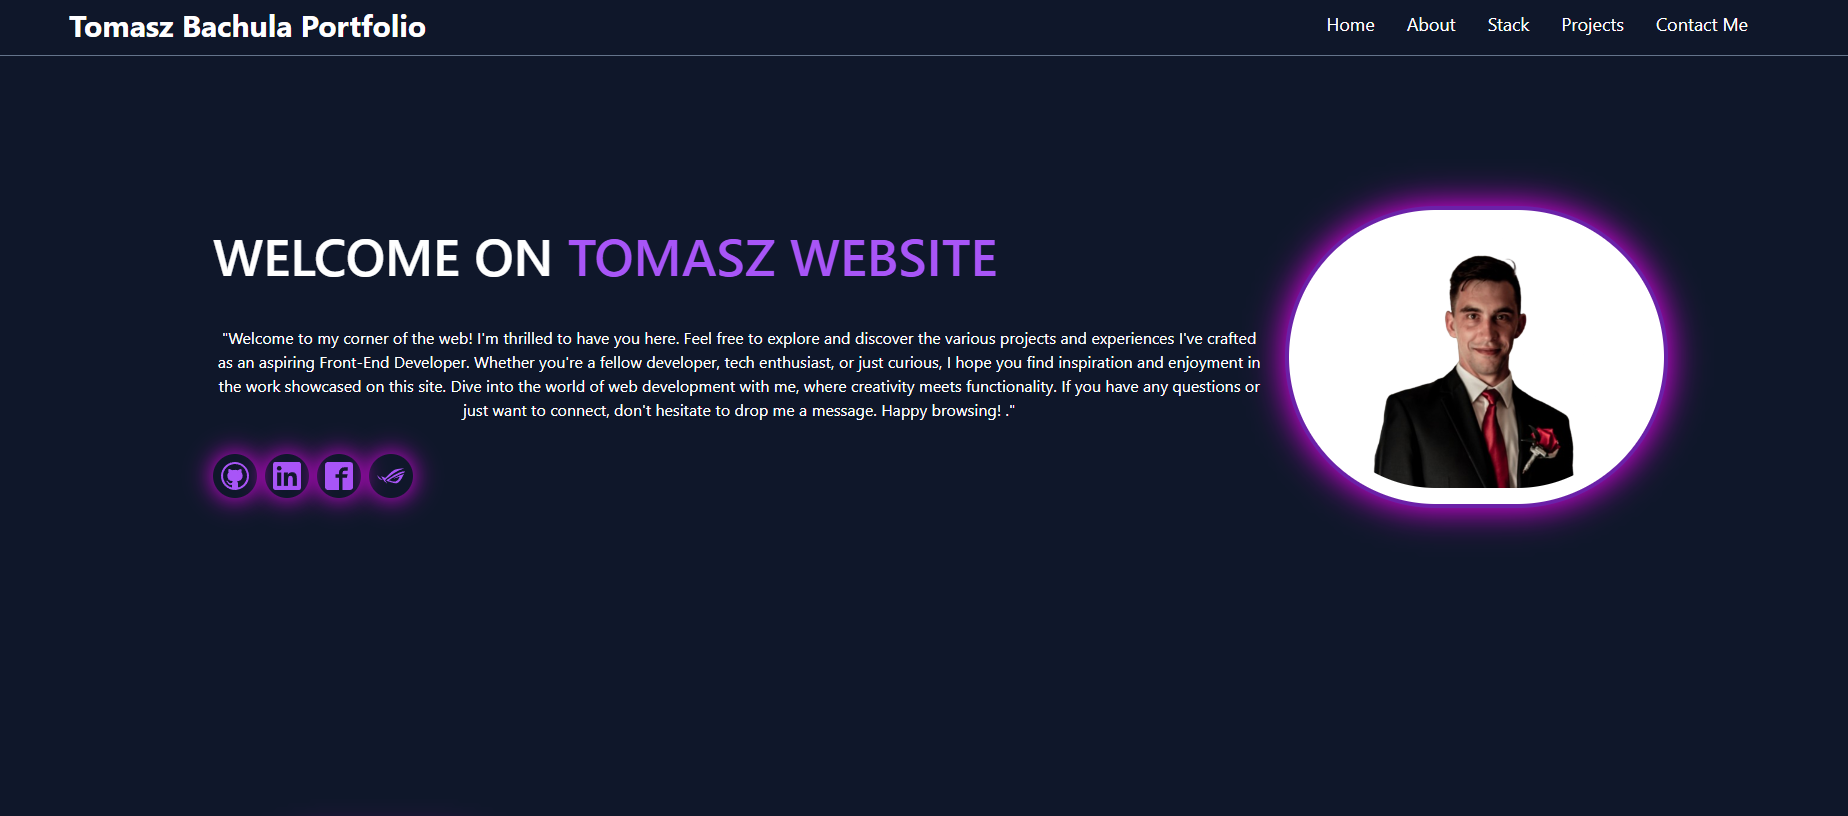 Tomasz Bachula Portfolio
Home About Stack Projects Contact Me
WELCOME ON TOMASZ WEBSITE
"Welcome to my corner of the web! I'm thrilled to have you here. Feel free to explore and discover the various projects and experiences I've crafted
as an aspiring Front-End Developer. Whether you're a fellow developer, tech enthusiast, or just curious, I hope you find inspiration and enjoyment in
the work showcased on this site. Dive into the world of web development with me, where creativity meets functionality. If you have any questions or
just want to connect, don't hesitate to drop me a message. Happy browsing! ."
in f